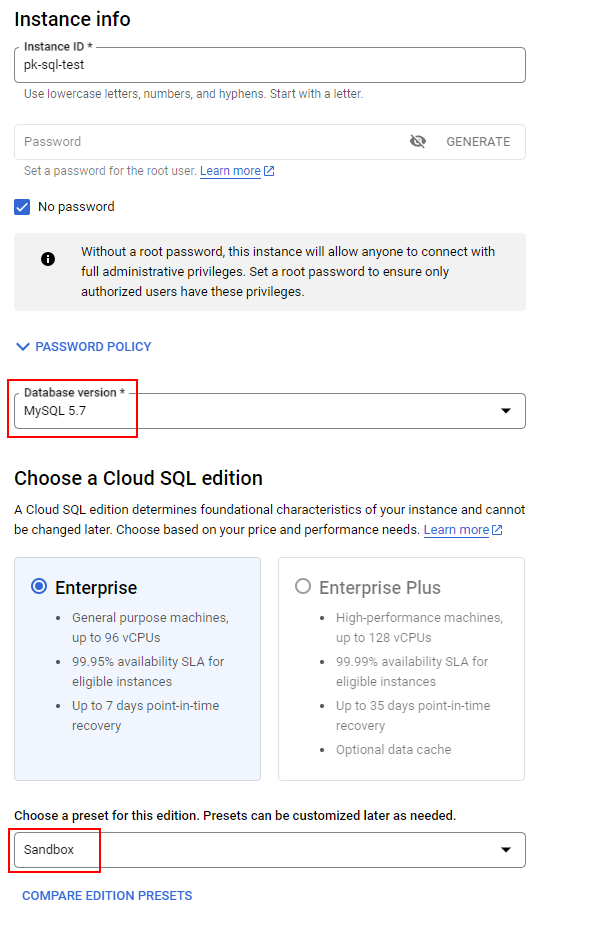 Instance info
Instance ID *
pk-sql-test
Use lowercase letters, numbers, and hyphens. Start with a letter.
Password
GENERATE
Set a password for the root user. Learn more
No password
Without a root password, this instance will allow anyone to connect with
full administrative privileges. Set a root password to ensure only
authorized users have these privileges.
PASSWORD POLICY
Database version *
MySQL 5.7
Choose a Cloud SQL edition
A Cloud SQL edition determines foundational characteristics of your instance and cannot
be changed later. Choose based on your price and performance needs. Learn more
Enterprise
• General purpose machines,
up to 96 vCPUs
• 99.95% availability SLA for
eligible instances
• Up to 7 days point-in-time
recovery
Enterprise Plus
• High-performance machines,
up to 128 vCPUs
• 99.99% availability SLA for
eligible instances
• Up to 35 days point-in-time
recovery
• Optional data cache
Choose a preset for this edition. Presets can be customized later as needed.
Sandbox
COMPARE EDITION PRESETS